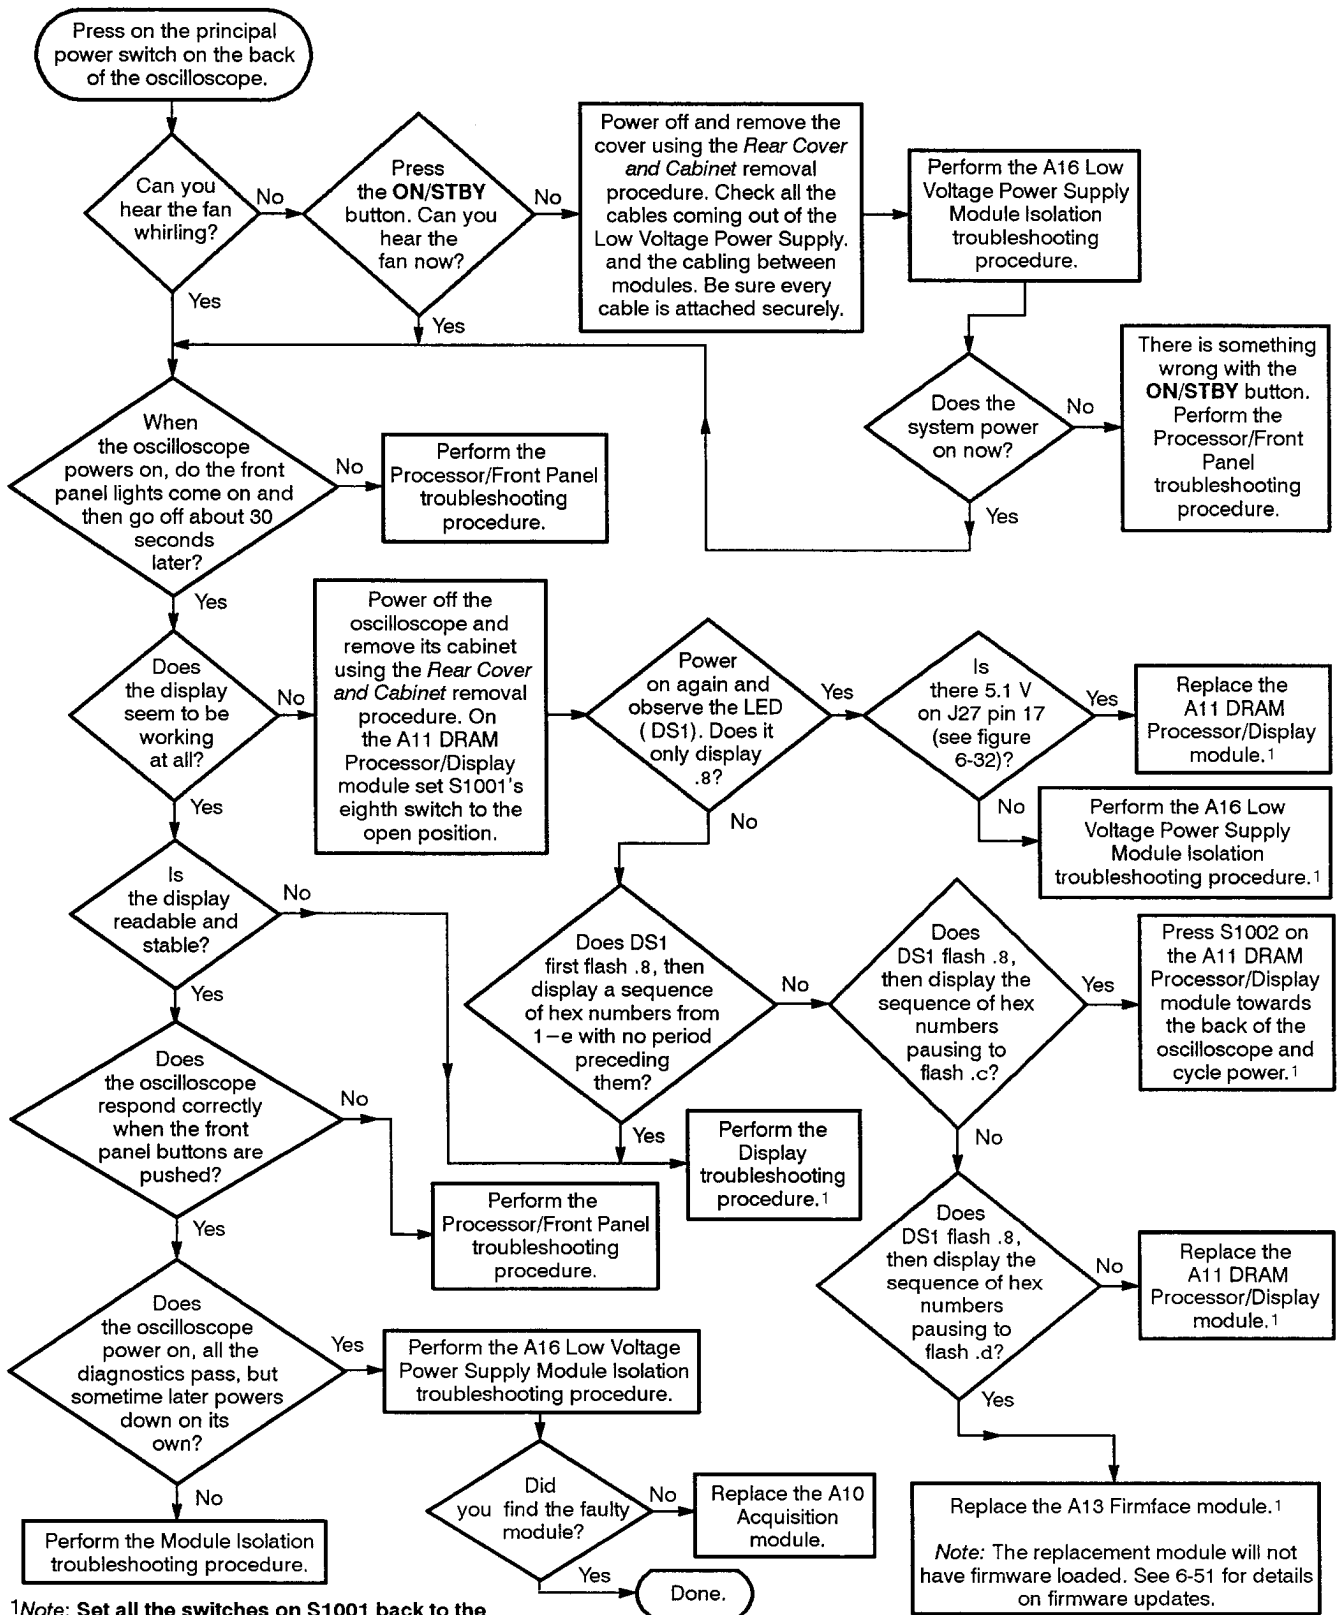 Press on the principal
power switch on the back
of the oscilloscope.
Can you
hear the fan
whirling?
No
Yes
Press
the ON/STBY
button. Can you
hear the
fan now?
No
Yes
Power off and remove the
cover using the Rear Cover
and Cabinet removal
procedure. Check all the
cables coming out of the
Low Voltage Power Supply.
and the cabling between
modules. Be sure every
cable is attached securely.
Perform the A16 Low
Voltage Power Supply
Module Isolation
troubleshooting
procedure.
Does the
system power
on now?
No
Yes
There is something
wrong with the
ON/STBY button.
Perform the
Processor/Front
Panel
troubleshooting
procedure.
When
the oscilloscope
powers on, do the front
panel lights come on and
then go off about 30
seconds
later?
No
Yes
Perform the
Processor/Front Panel
troubleshooting
procedure.
Does
the display
seem to be
working
at all?
No
Yes
Power off the
oscilloscope and
remove its cabinet
using the Rear Cover
and Cabinet removal
procedure. On
the A11 DRAM
Processor/Display
module set S1001's
eighth switch to the
open position.
Power
on again and
observe the LED
( DS1). Does it
only display
.8?
Yes
No
Is
there 5.1 V
on J27 pin 17
(see figure
6-32)?
Yes
No
Replace the
A11 DRAM
Processor/Display
module.1
Perform the A16 Low
Voltage Power Supply
Module Isolation
troubleshooting procedure.1
Is
the display
readable and
stable?
No
Yes
Does DS1
first flash .8, then
display a sequence
of hex numbers from
1–e with no period
preceding
them?
No
Yes
Does
DS1 flash .8,
then display the
sequence of hex
numbers
pausing to
flash .c?
Yes
No
Press S1002 on
the A11 DRAM
Processor/Display
module towards
the back of the
oscilloscope and
cycle power.1
Does
the oscilloscope
respond correctly
when the front
panel buttons are
pushed?
No
Yes
Perform the
Display
troubleshooting
procedure.1
Perform the
Processor/Front Panel
troubleshooting
procedure.
Does
DS1 flash .8,
then display the
sequence of hex
numbers
pausing to
flash .d?
No
Yes
Replace the
A11 DRAM
Processor/Display
module.1
Does
the oscilloscope
power on, all the
diagnostics pass, but
sometime later powers
down on its
own?
Yes
No
Perform the A16 Low Voltage
Power Supply Module Isolation
troubleshooting procedure.
Did
you find the faulty
module?
No
Yes
Replace the A10
Acquisition
module.
Done.
Replace the A13 Firmface module.1
Note: The replacement module will not
have firmware loaded. See 6-51 for details
on firmware updates.
Perform the Module Isolation
troubleshooting procedure.
1Note: Set all the switches on S1001 back to the